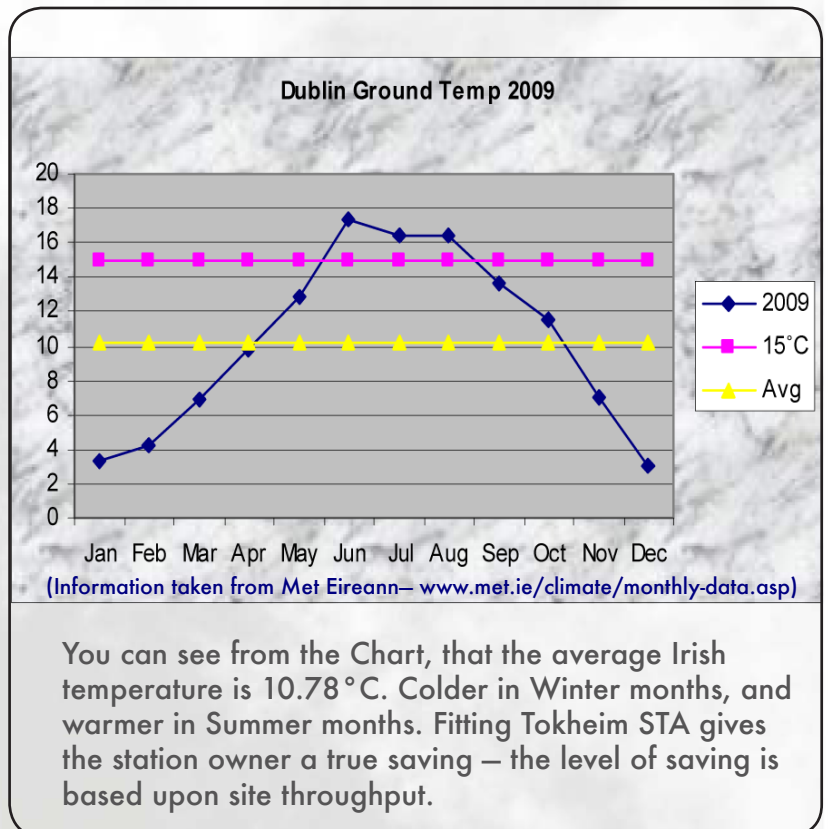 Dublin Ground Temp 2009
20
18
16
14
12
10
8
6
4
2
0
Jan Feb Mar Apr May Jun Jul Aug Sep Oct Nov Dec
2009
15°C
Avg
(Information taken from Met Eireann— www.met.ie/climate/monthly-data.asp)
You can see from the Chart, that the average Irish
temperature is 10.78°C. Colder in Winter months, and
warmer in Summer months. Fitting Tokheim STA gives
the station owner a true saving — the level of saving is
based upon site throughput.